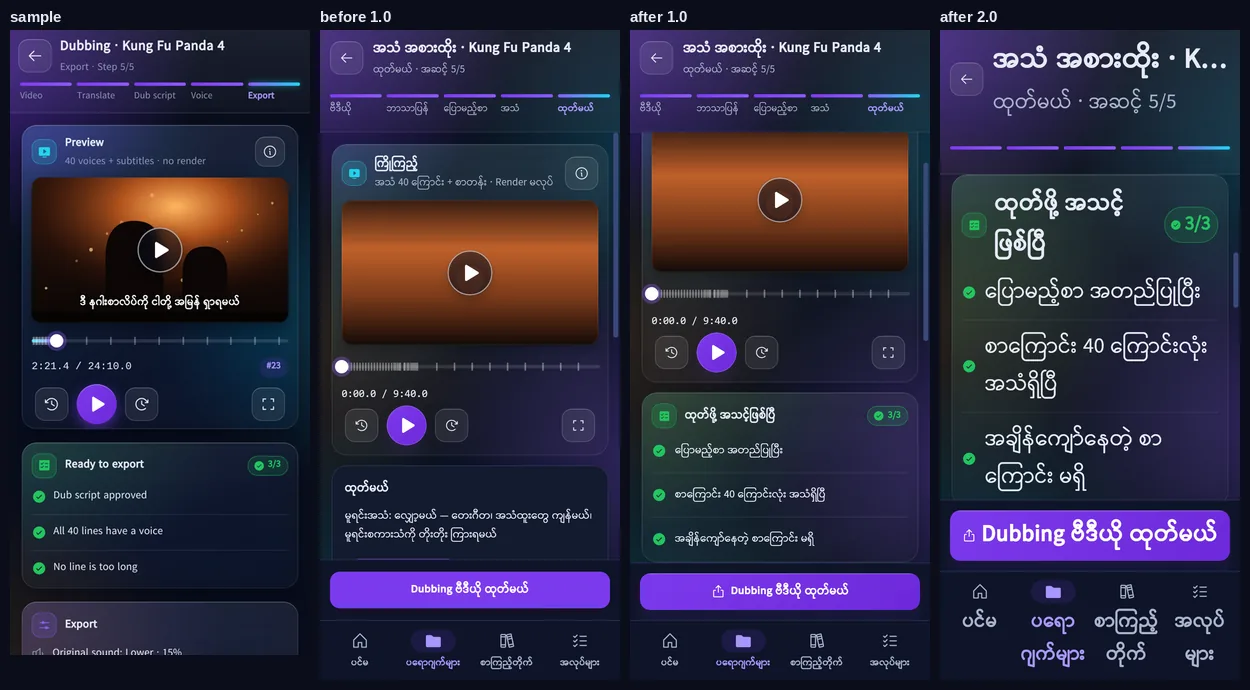 sample
Dubbing · Kung Fu Panda 4
Export · Step 5/5
Video
Translate
Dub script
Voice
Export
Preview
40 voices + subtitles · no render
ဒီ နဂါးစာလိပ်ကို ငါတို့ အမြန် ရှာရမယ်
2:21.4 / 24:10.0
#23
Ready to export
3/3
Dub script approved
All 40 lines have a voice
No line is too long
Export
Original sound: Lower · 15%
before 1.0
အသံ အစားထိုး · Kung Fu Panda 4
ထုတ်မယ် · အဆင့် 5/5
ဗီဒီယို
ဘာသာပြန်
ပြောမည့်စာ
အသံ
ထုတ်မယ်
ကြိုကြည့်
အသံ 40 ကြောင်း + စာတန်း · Render မလုပ်
0:00.0 / 9:40.0
ထုတ်မယ်
မူရင်းအသံ: လျှော့မယ် — တေးဂီတ၊ အသံထူးတွေ ကျန်မယ်၊
မူရင်းစကားသံကို တိုးတိုး ကြားရမယ်
Dubbing ဗီဒီယို ထုတ်မယ်
ပင်မ
ပရောဂျက်များ
စာကြည့်တိုက်
အလုပ်များ
after 1.0
အသံ အစားထိုး · Kung Fu Panda 4
ထုတ်မယ် · အဆင့် 5/5
ဗီဒီယို
ဘာသာပြန်
ပြောမည့်စာ
အသံ
ထုတ်မယ်
0:00.0 / 9:40.0
ထုတ်ဖို့ အသင့်ဖြစ်ပြီ
3/3
ပြောမည့်စာ အတည်ပြုပြီး
စာကြောင်း 40 ကြောင်းလုံး အသံရှိပြီ
အချိန်ကျော်နေတဲ့ စာကြောင်း မရှိ
Dubbing ဗီဒီယို ထုတ်မယ်
ပင်မ
ပရောဂျက်များ
စာကြည့်တိုက်
အလုပ်များ
after 2.0
အသံ အစားထိုး · K...
ထုတ်မယ် · အဆင့် 5/5
ထုတ်ဖို့ အသင့်
ဖြစ်ပြီ
3/3
ပြောမည့်စာ အတည်ပြုပြီး
စာကြောင်း 40 ကြောင်းလုံး
အသံရှိပြီ
အချိန်ကျော်နေတဲ့ စာ
ကြောင်း မရှိ
Dubbing ဗီဒီယို ထုတ်မယ်
ပင်မ
ပရော
ဂျက်များ
စာကြည့်
တိုက်
အလုပ်
များ